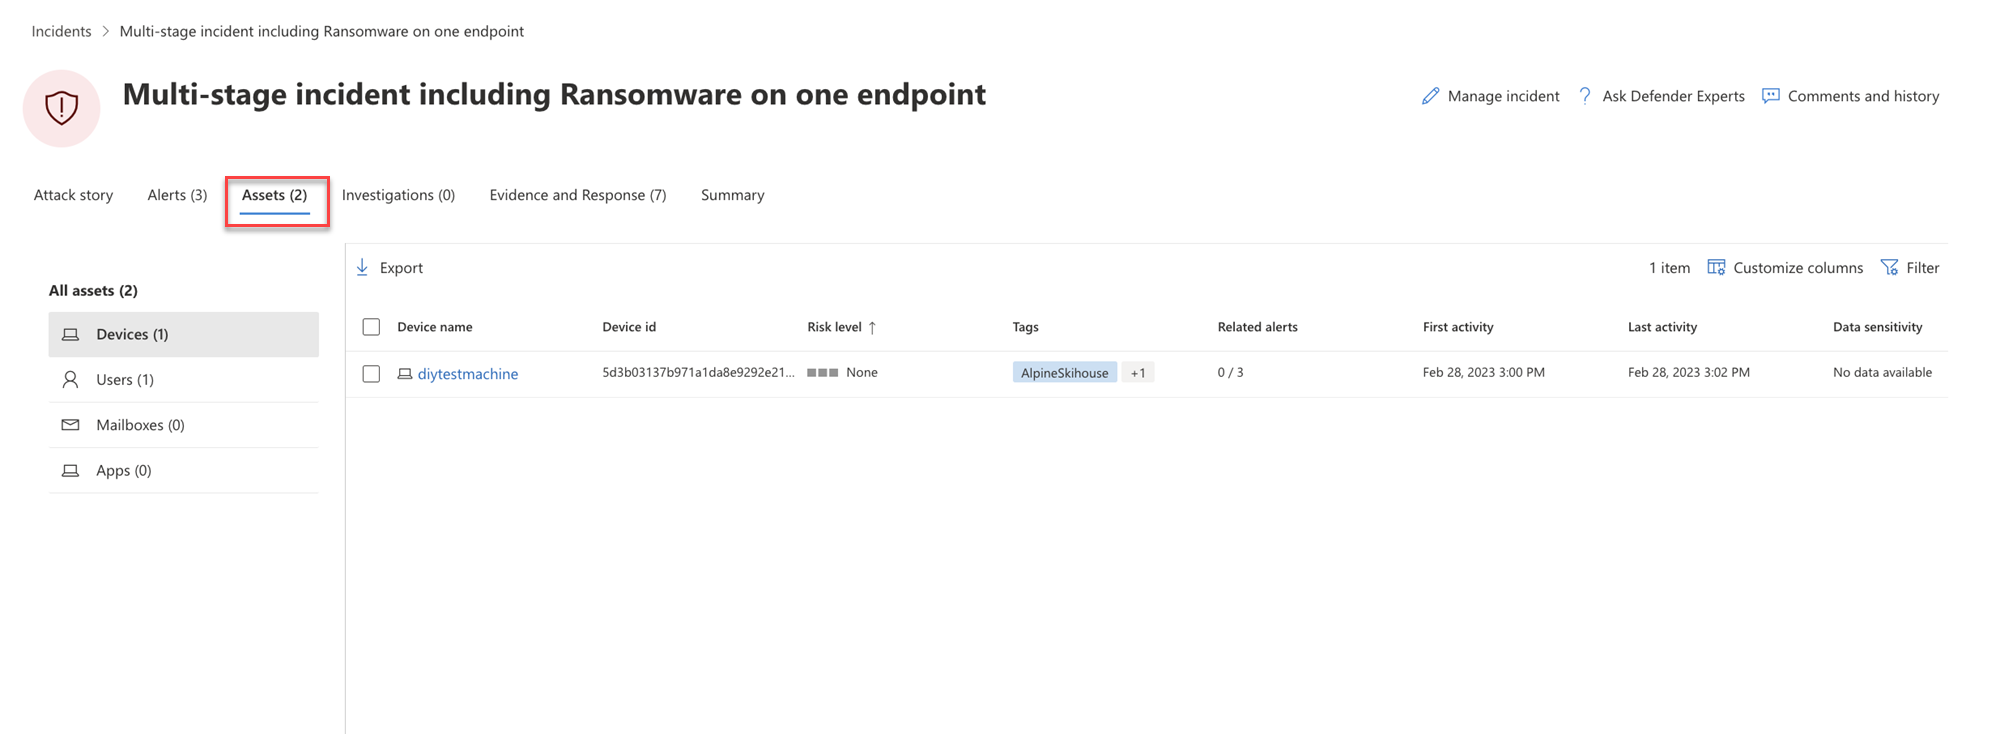 Incidents > Multi-stage incident including Ransomware on one endpoint
Multi-stage incident including Ransomware on one endpoint
Manage incident ? Ask Defender Experts Comments and history
Attack story Alerts (3) Assets (2) Investigations (0) Evidence and Response (7) Summary
Export 1 item Customize columns Filter
All assets (2)
Devices (1)
Users (1)
Mailboxes (0)
Apps (0)
Device name Device id Risk level ↑ Tags Related alerts First activity Last activity Data sensitivity
diytestmachine 5d3b03137b971a1da8e9292e21... None AlpineSkihouse +1 0 / 3 Feb 28, 2023 3:00 PM Feb 28, 2023 3:02 PM No data available